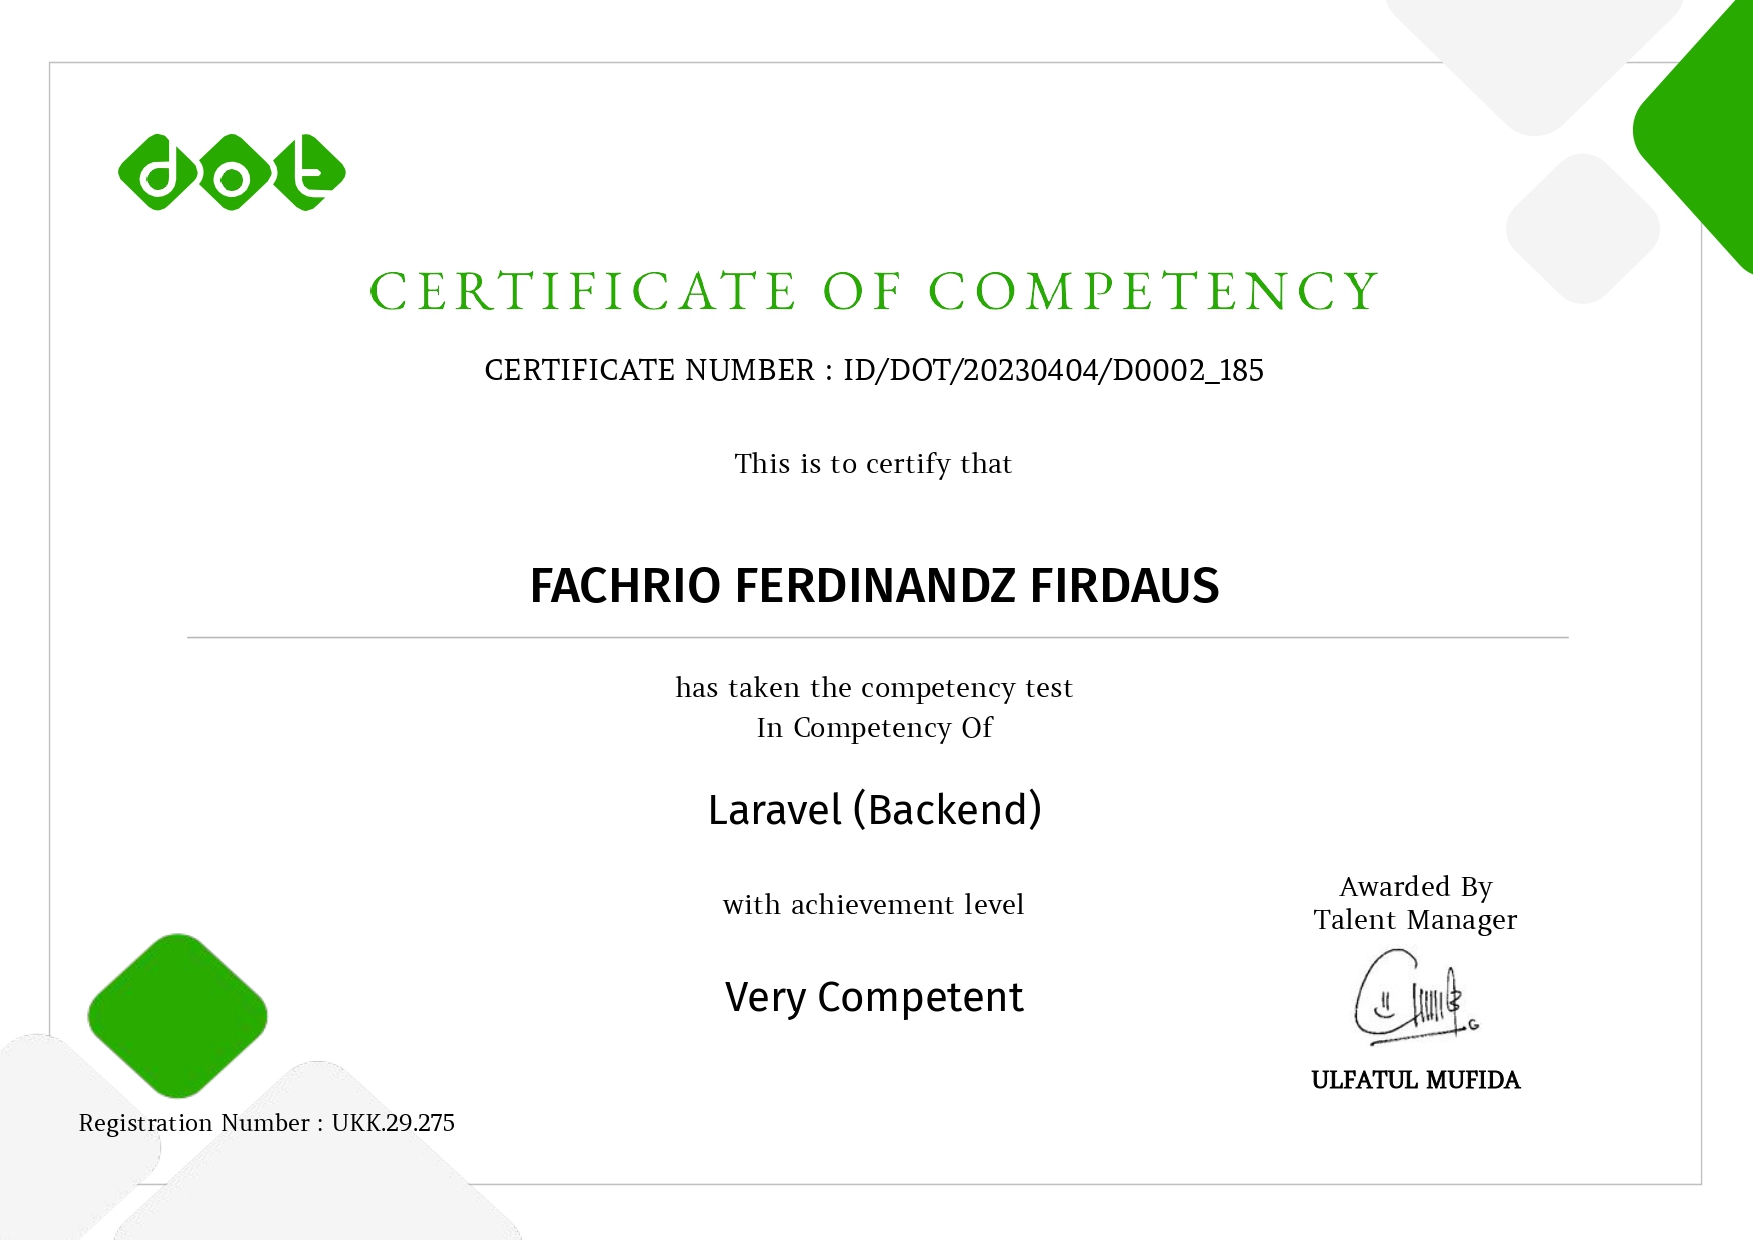 dot
CERTIFICATE OF COMPETENCY
CERTIFICATE NUMBER : ID/DOT/20230404/D0002_185
This is to certify that
FACHRIO FERDINANDZ FIRDAUS
has taken the competency test
In Competency Of
Laravel (Backend)
with achievement level
Very Competent
Awarded By
Talent Manager
ULFATUL MUFIDA
Registration Number : UKK.29.275